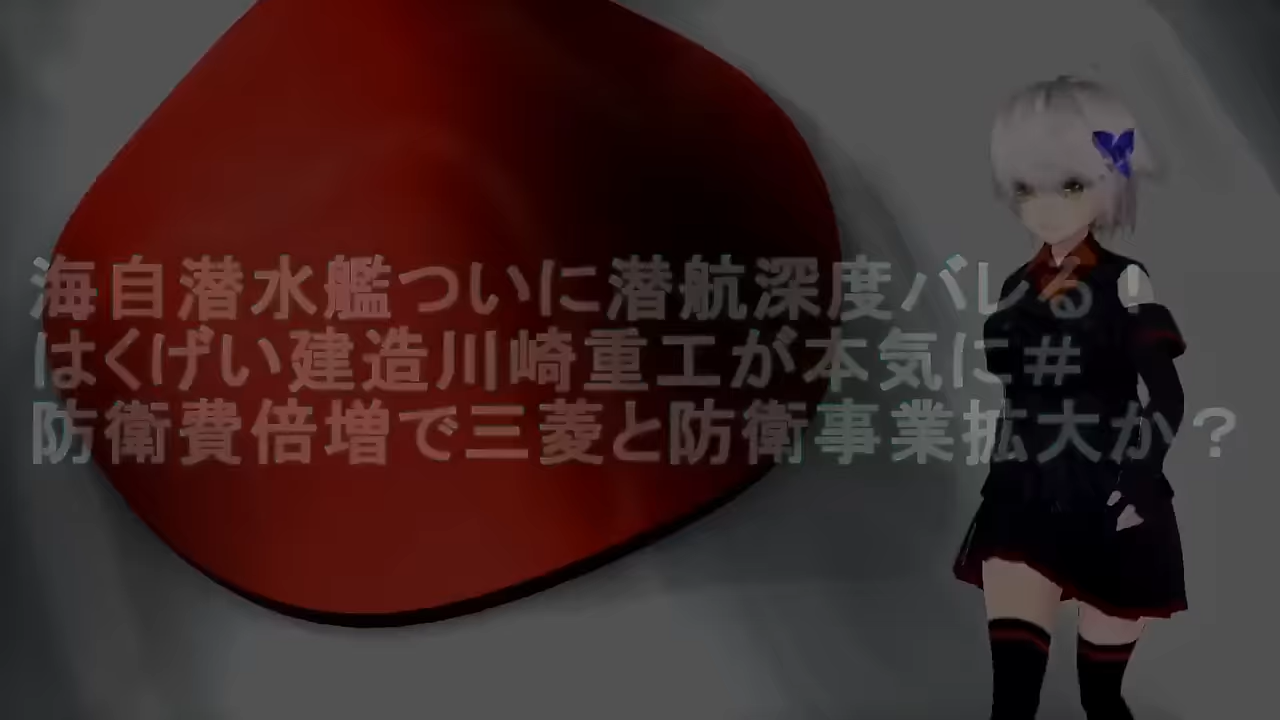 海自潜水艦ついに潜航深度バレる！
はくげい建造川崎重工が本気に＃
防衛費倍増で三菱と防衛事業拡大か？